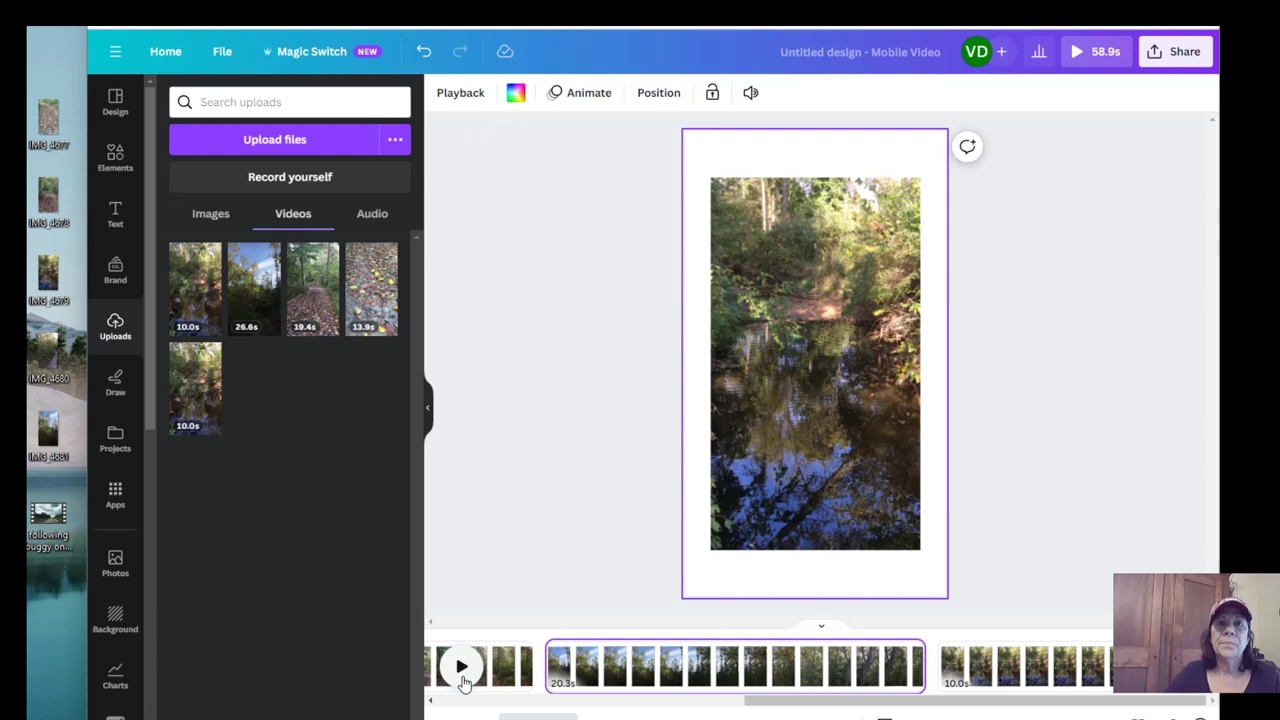 Home File Magic Switch NEW Untitled design - Mobile Video VD + 58.9s Share
Playback Animate Position
Design
Search uploads
Upload files
Elements
Record yourself
Text
Images Videos Audio
Brand
10.0s 26.6s 19.4s 13.9s
Uploads
Draw
10.0s
Projects
Apps
Photos
Background
Charts
IMG_4677
IMG_4678
IMG_4679
IMG_4680
IMG_4681
following
buggy on...
20.3s 10.0s